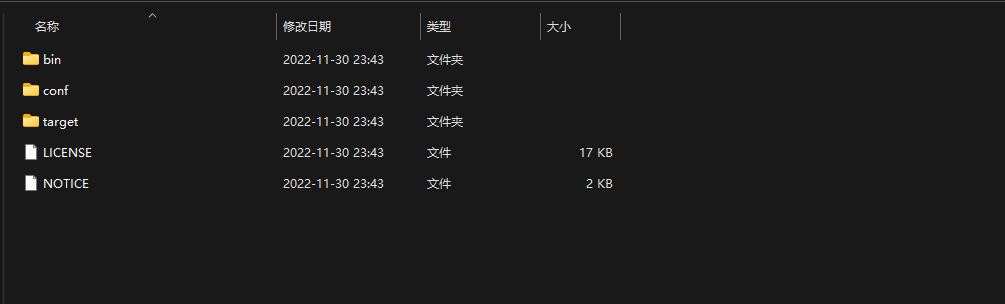 名称 修改日期 类型 大小
bin 2022-11-30 23:43 文件夹
conf 2022-11-30 23:43 文件夹
target 2022-11-30 23:43 文件夹
LICENSE 2022-11-30 23:43 文件 17 KB
NOTICE 2022-11-30 23:43 文件 2 KB